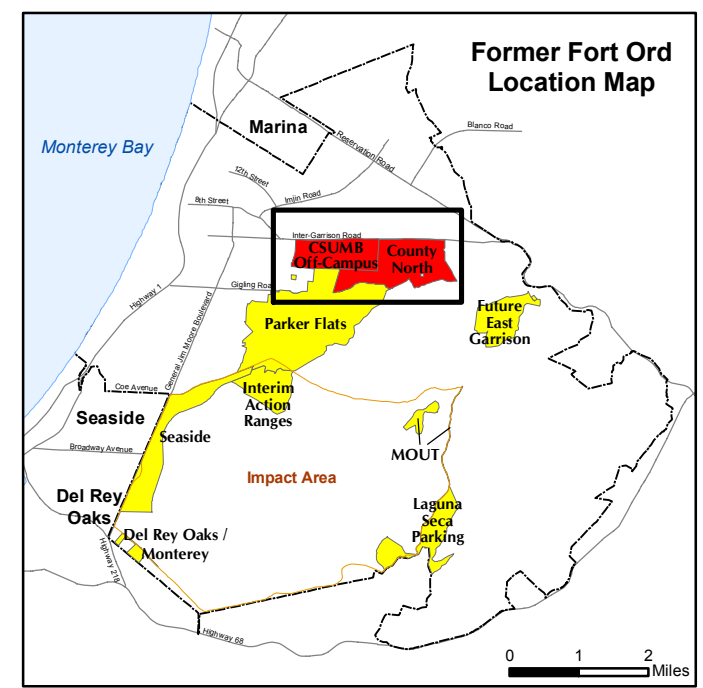 Former Fort Ord
Location Map
Monterey Bay
Marina
Reservation Road
Blanco Road
12th Street
8th Street
Imjin Road
Inter-Garrison Road
CSUMB
Off-Campus
County
North
Gigling Road
Highway 1
General Jim Moore Boulevard
Parker Flats
Future
East
Garrison
Coe Avenue
Interim
Action
Ranges
Seaside
Seaside
Broadway Avenue
MOUT
Impact Area
Del Rey
Oaks
Laguna
Seca
Parking
Del Rey Oaks /
Monterey
Highway 218
Highway 68
0 1 2
Miles